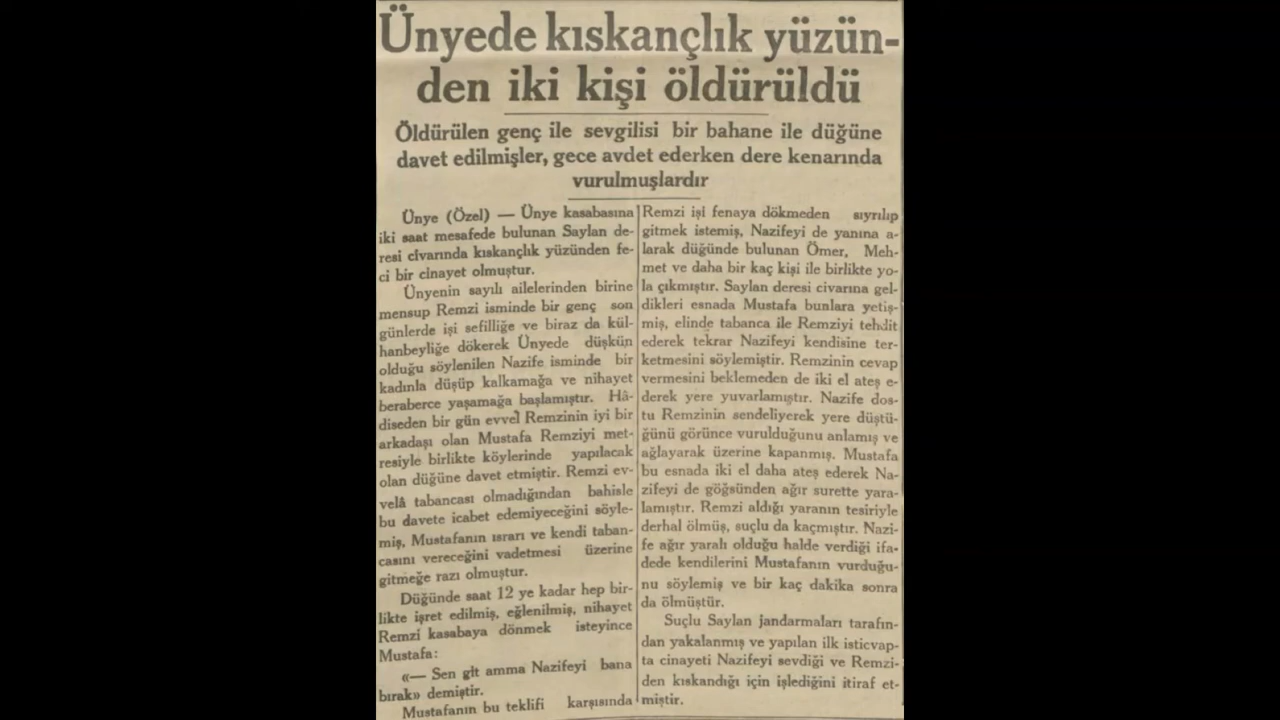 Ünyede kıskançlık yüzün-
den iki kişi öldürüldü
Öldürülen genç ile sevgilisi bir bahane ile düğüne
davet edilmişler, gece avdet ederken dere kenarında
vurulmuşlardır
Ünye (Özel) — Ünye kasabasına
iki saat mesafede bulunan Saylan de-
resi civarında kıskançlık yüzünden fe-
ci bir cinayet olmuştur.
Ünyenin sayılı ailelerinden birine
mensup Remzi isminde bir genç son
günlerde işi sefilliğe ve biraz da kül-
hanbeyliğe dökerek Ünyede düşkün
olduğu söylenilen Nazife isminde bir
kadınla düşüp kalkamağa ve nihayet
beraberce yaşamağa başlamıştır. Hâ-
diseden bir gün evvel Remzinin iyi bir
arkadaşı olan Mustafa Remziyi met-
resiyle birlikte köylerinde yapılacak
olan düğüne davet etmiştir. Remzi ev-
velâ tabancası olmadığından bahisle
bu davete icabet edemiyeceğini söyle-
miş, Mustafanın ısrarı ve kendi taban-
casını vereceğini vadetmesi üzerine
gitmeğe razı olmuştur.
Düğünde saat 12 ye kadar hep bir-
likte işret edilmiş, eğlenilmiş, nihayet
Remzi kasabaya dönmek isteyince
Mustafa:
«— Sen git amma Nazifeyi bana
bırak» demiştir.
Mustafanın bu teklifi karşısında
Remzi işi fenaya dökmeden sıyrılıp
gitmek istemiş, Nazifeyi de yanına a-
larak düğünde bulunan Ömer, Meh-
met ve daha bir kaç kişi ile birlikte yo-
la çıkmıştır. Saylan deresi civarına gel-
dikleri esnada Mustafa bunlara yetiş-
miş, elinde tabanca ile Remziyi tehdit
ederek tekrar Nazifeyi kendisine ter-
ketmesini söylemiştir. Remzinin cevap
vermesini beklemeden de iki el ateş e-
derek yere yuvarlamıştır. Nazife dos-
tu Remzinin sendeliyerek yere düştü-
ğünü görünce vurulduğunu anlamış ve
ağlayarak üzerine kapanmış. Mustafa
bu esnada iki el daha ateş ederek Na-
zifeyi de göğsünden ağır surette yara-
lamıştır. Remzi aldığı yaranın tesiriyle
derhal ölmüş, suçlu da kaçmıştır. Nazi-
fe ağır yaralı olduğu halde verdiği ifa-
dede kendilerini Mustafanın vurduğu-
nu söylemiş ve bir kaç dakika sonra
da ölmüştür.
Suçlu Saylan jandarmaları tarafın-
dan yakalanmış ve yapılan ilk isticvap-
ta cinayeti Nazifeyi sevdiği ve Remzi-
den kıskandığı için işlediğini itiraf et-
miştir.